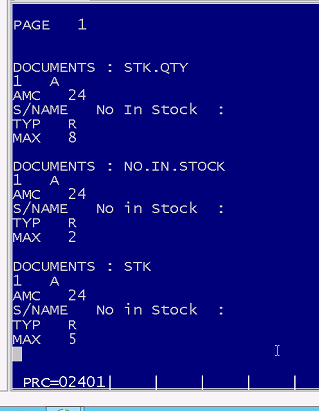 PAGE 1
DOCUMENTS : STK.QTY
1 A
AMC 24
S/NAME No In Stock :
TYP R
MAX 8
DOCUMENTS : NO.IN.STOCK
1 A
AMC 24
S/NAME No in Stock :
TYP R
MAX 2
DOCUMENTS : STK
1 A
AMC 24
S/NAME No in Stock :
TYP R
MAX 5
PRC=02401| | | | |